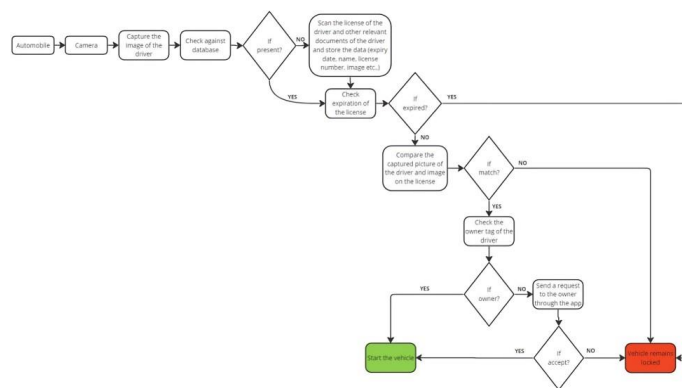 Automobile
Camera
Capture the
image of the
driver
Check against
database
If
present?
NO
Scan the license of the
driver and other relevant
documents of the driver
and store the data (expiry
date, name, license
number, image etc.,)
YES
Check
expiration of
the license
If
expired?
YES
NO
Compare the
captured picture of
the driver and image
on the license
If
match?
NO
YES
Check the
owner tag of the
driver
If
owner?
YES
NO
Send a request
to the owner
through the app
If
accept?
YES
NO
Start the vehicle
Vehicle remains
locked